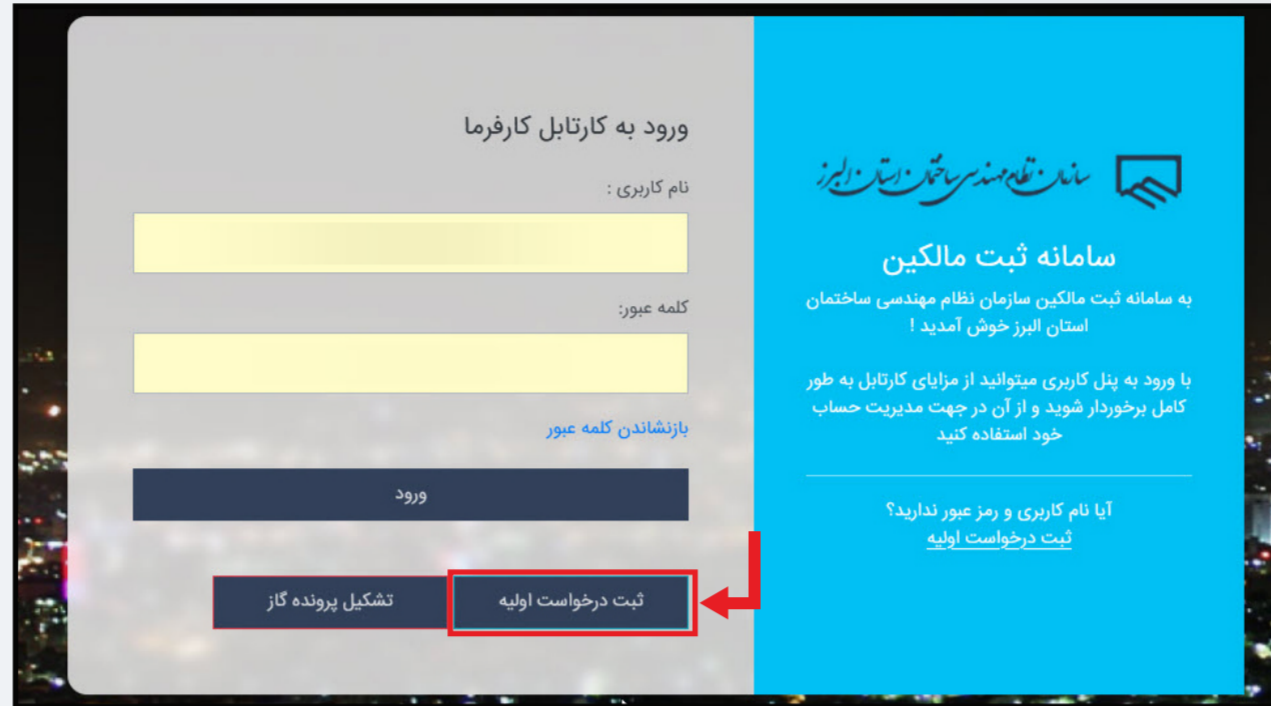 سازمان نظام مهندسی ساختمان استان البرز
سامانه ثبت مالکین
به سامانه ثبت مالکین سازمان نظام مهندسی ساختمان
استان البرز خوش آمدید !
با ورود به پنل کاربری میتوانید از مزایای کارتابل به طور
کامل برخوردار شوید و از آن در جهت مدیریت حساب
خود استفاده کنید
آیا نام کاربری و رمز عبور ندارید؟
ثبت درخواست اولیه
ورود به کارتابل کارفرما
نام کاربری :
کلمه عبور:
بازنشاندن کلمه عبور
ورود
ثبت درخواست اولیه
تشکیل پرونده گاز